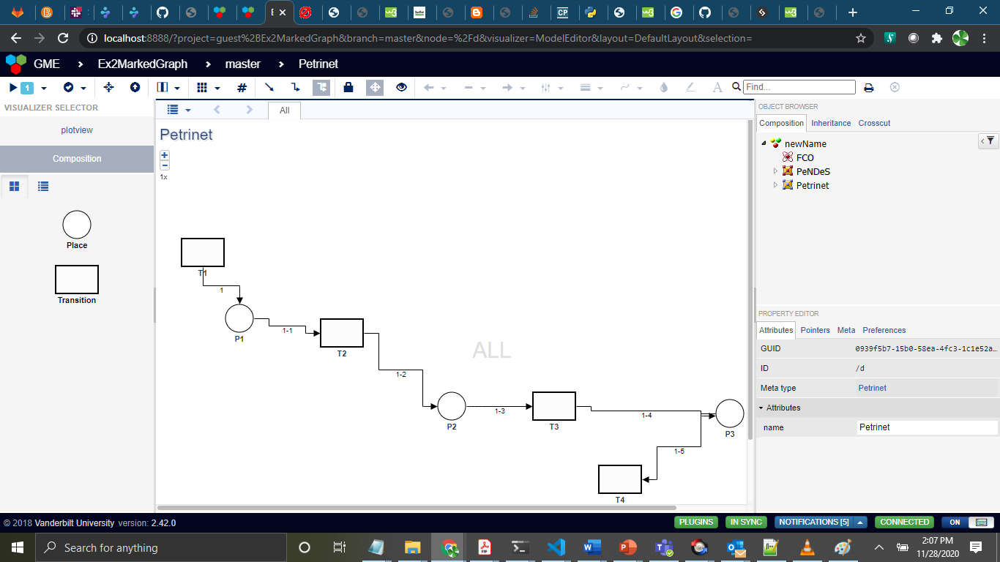 localhost:8888/?project=guest%2BEx2MarkedGraph&branch=master&node=%2Fd&visualizer=ModelEditor&layout=DefaultLayout&selection=
GME > Ex2MarkedGraph > master > Petrinet
1
#
A
Find...
VISUALIZER SELECTOR
plotview
Composition
Place
Transition
All
Petrinet
+
-
1x
ALL
T1
1
P1
1-1
T2
1-2
P2
1-3
T3
1-4
P3
1-5
T4
OBJECT BROWSER
Composition Inheritance Crosscut
newName
FCO
PeNDeS
Petrinet
PROPERTY EDITOR
Attributes Pointers Meta Preferences
GUID 0939f5b7-15b0-58ea-4fc3-1c1e52a...
ID /d
Meta type Petrinet
Attributes
name Petrinet
© 2018 Vanderbilt University version: 2.42.0
PLUGINS IN SYNC NOTIFICATIONS [5] CONNECTED ON
Search for anything
2:07 PM
11/28/2020